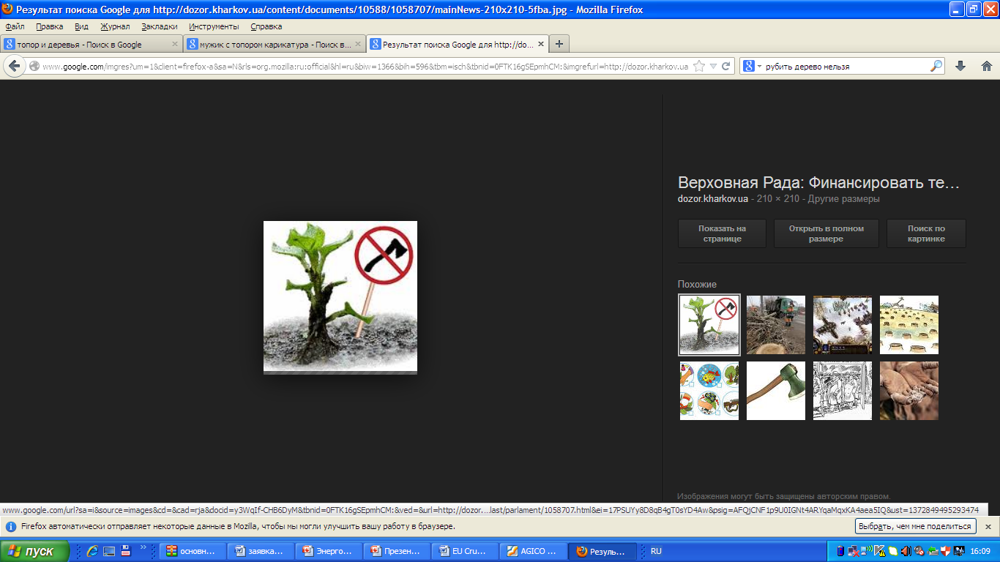 Результат поиска Google для http://dozor.kharkov.ua/content/documents/10588/1058707/mainNews-210x210-5fba.jpg - Mozilla Firefox
Файл Правка Вид Журнал Закладки Инструменты Справка
топор и деревья - Поиск в Google
мужик с топором карикатура - Поиск в...
Результат поиска Google для http://do...
www.google.com/imgres?um=1&client=firefox-a&sa=N&rls=org.mozilla:ru:official&hl=ru&biw=1366&bih=596&tbm=isch&tbnid=0FTK16gSEpmhCM:&imgrefurl=http://dozor.kharkov.ua
рубить дерево нельзя
Верховная Рада: Финансировать те...
dozor.kharkov.ua - 210 × 210 - Другие размеры
Показать на странице
Открыть в полном размере
Поиск по картинке
Похожие
Изображения могут быть защищены авторским правом.
www.google.com/url?sa=i&source=images&cd=&cad=rja&docid=y3WqIf-CHB6DyM&tbnid=0FTK16gSEpmhCM:&ved=&url=http://dozor....last/parlament/1058707.html&ei=17PSUYy8D8qB4gT0sYD4Aw&psig=AFQjCNF1p9U0IGNt4ARYqaMqxKA4aea5IQ&ust=1372849495293474
Firefox автоматически отправляет некоторые данные в Mozilla, чтобы мы могли улучшить вашу работу в браузере.
Выбрать, чем мне поделиться
пуск
основн...
заявка...
Энерго...
Презен...
EU Cru...
AGICO ...
Резуль...
RU
16:09